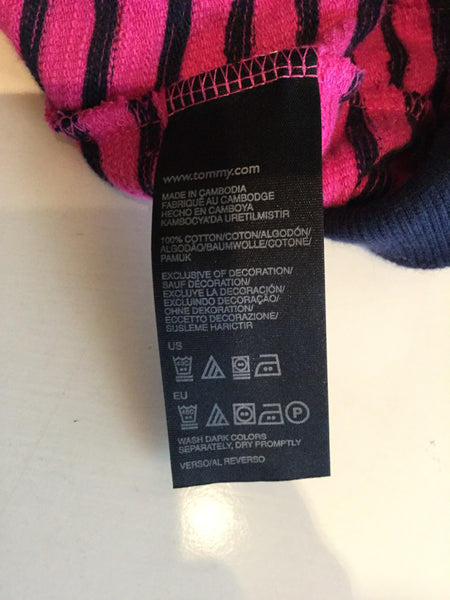 www.tommy.com
MADE IN CAMBODIA
FABRIQUÉ AU CAMBODGE
HECHO EN CAMBOYA
KAMBOCYA'DA URETILMISTIR
100% COTTON/COTON/ALGODÓN/
ALGODÃO/BAUMWOLLE/COTONE/
PAMUK
EXCLUSIVE OF DECORATION/
SAUF DÉCORATION/
EXCLUYE LA DECORACIÓN/
EXCLUINDO DECORAÇÃO/
OHNE DEKORATION/
ECCETTO DECORAZIONE/
SUSLEME HARICTIR
US
EU
P
WASH DARK COLORS
SEPARATELY, DRY PROMPTLY
VERSO/AL REVERSO